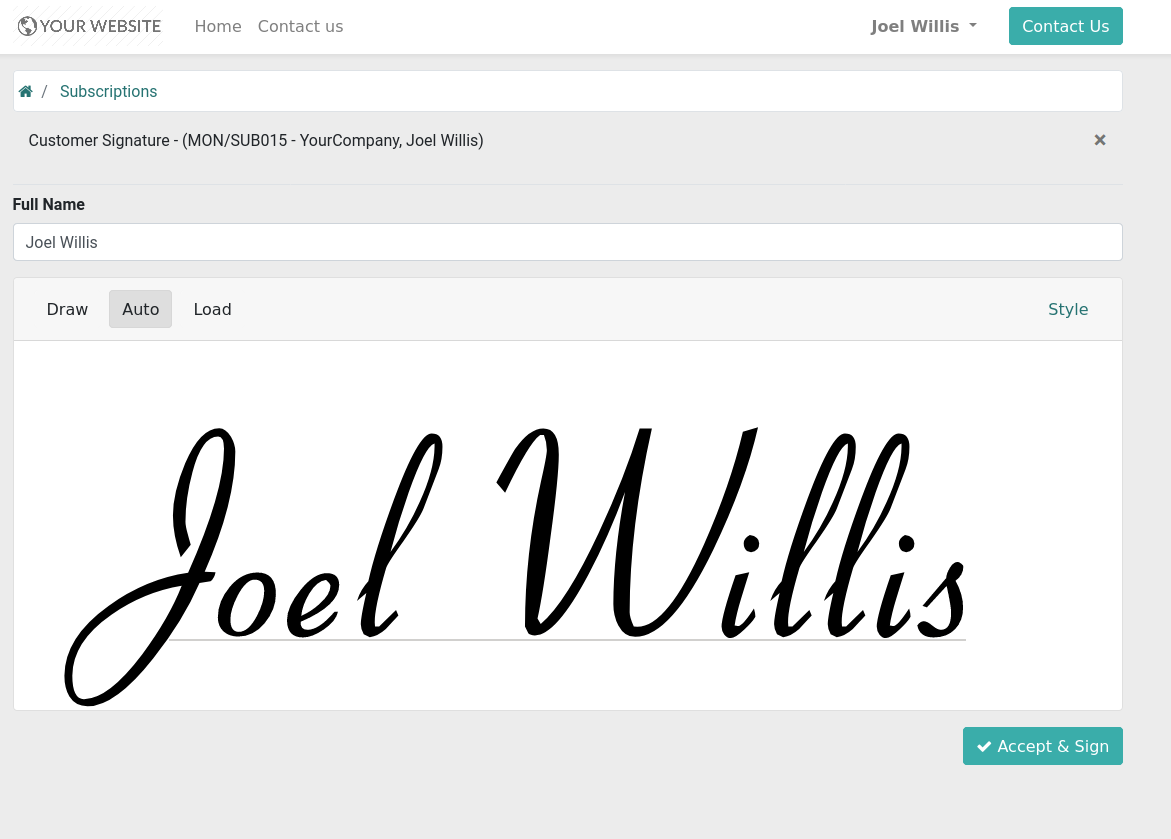 YOUR WEBSITE Home Contact us Joel Willis Contact Us
/ Subscriptions
Customer Signature - (MON/SUB015 - YourCompany, Joel Willis) ×
Full Name
Joel Willis
Draw Auto Load Style
Joel Willis
Accept & Sign